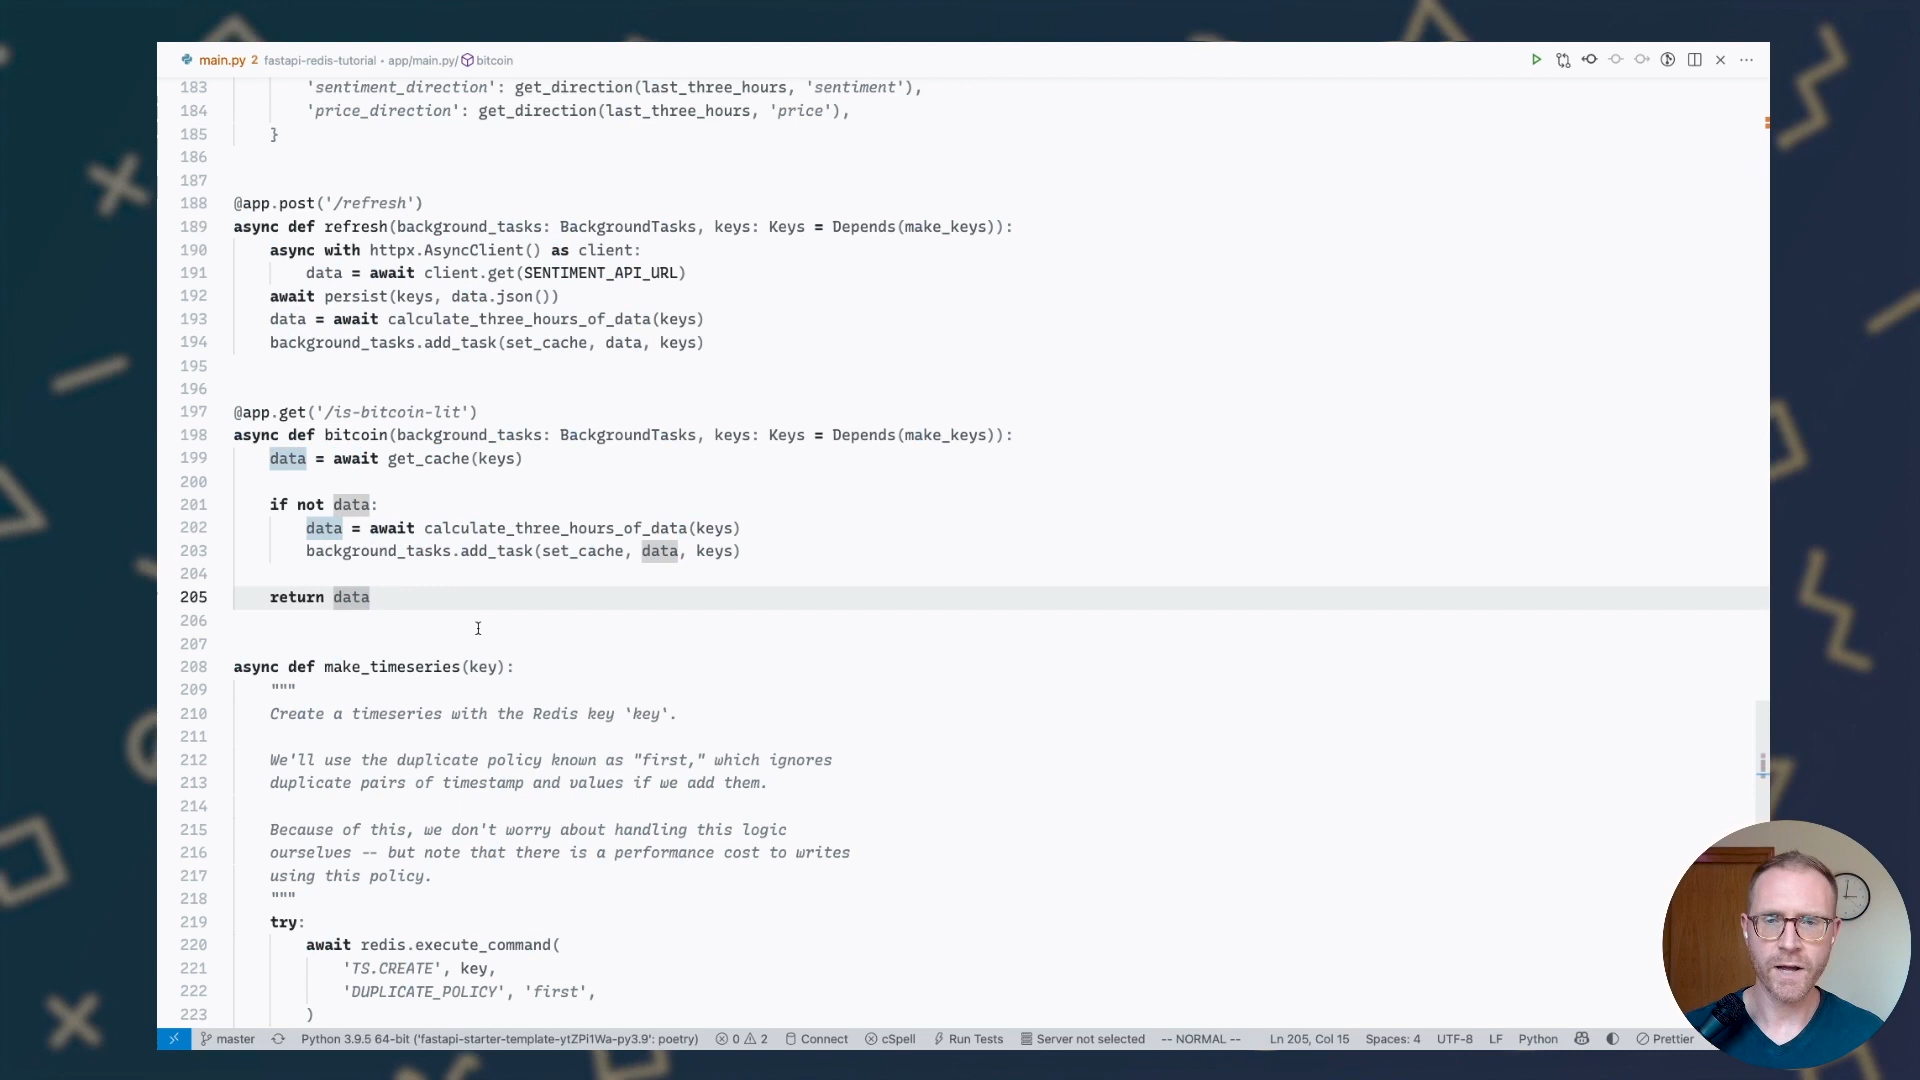 main.py 2 fastapi-redis-tutorial • app/main.py/ bitcoin
183 'sentiment_direction': get_direction(last_three_hours, 'sentiment'),
184 'price_direction': get_direction(last_three_hours, 'price'),
185 }
186
187
188 @app.post('/refresh')
189 async def refresh(background_tasks: BackgroundTasks, keys: Keys = Depends(make_keys)):
190 async with httpx.AsyncClient() as client:
191 data = await client.get(SENTIMENT_API_URL)
192 await persist(keys, data.json())
193 data = await calculate_three_hours_of_data(keys)
194 background_tasks.add_task(set_cache, data, keys)
195
196
197 @app.get('/is-bitcoin-lit')
198 async def bitcoin(background_tasks: BackgroundTasks, keys: Keys = Depends(make_keys)):
199 data = await get_cache(keys)
200
201 if not data:
202 data = await calculate_three_hours_of_data(keys)
203 background_tasks.add_task(set_cache, data, keys)
204
205 return data
206
207
208 async def make_timeseries(key):
209 """
210 Create a timeseries with the Redis key `key`.
211
212 We'll use the duplicate policy known as "first," which ignores
213 duplicate pairs of timestamp and values if we add them.
214
215 Because of this, we don't worry about handling this logic
216 ourselves -- but note that there is a performance cost to writes
217 using this policy.
218 """
219 try:
220 await redis.execute_command(
221 'TS.CREATE', key,
222 'DUPLICATE_POLICY', 'first',
223 )
master Python 3.9.5 64-bit ('fastapi-starter-template-ytZPi1Wa-py3.9': poetry) 0 2 Connect cSpell Run Tests Server not selected -- NORMAL -- Ln 205, Col 15 Spaces: 4 UTF-8 LF Python Prettier